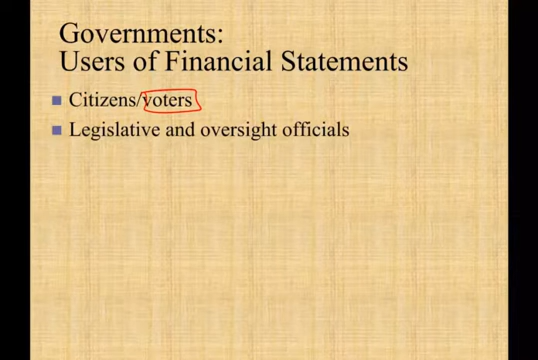 Governments:
Users of Financial Statements
Citizens/voters
Legislative and oversight officials